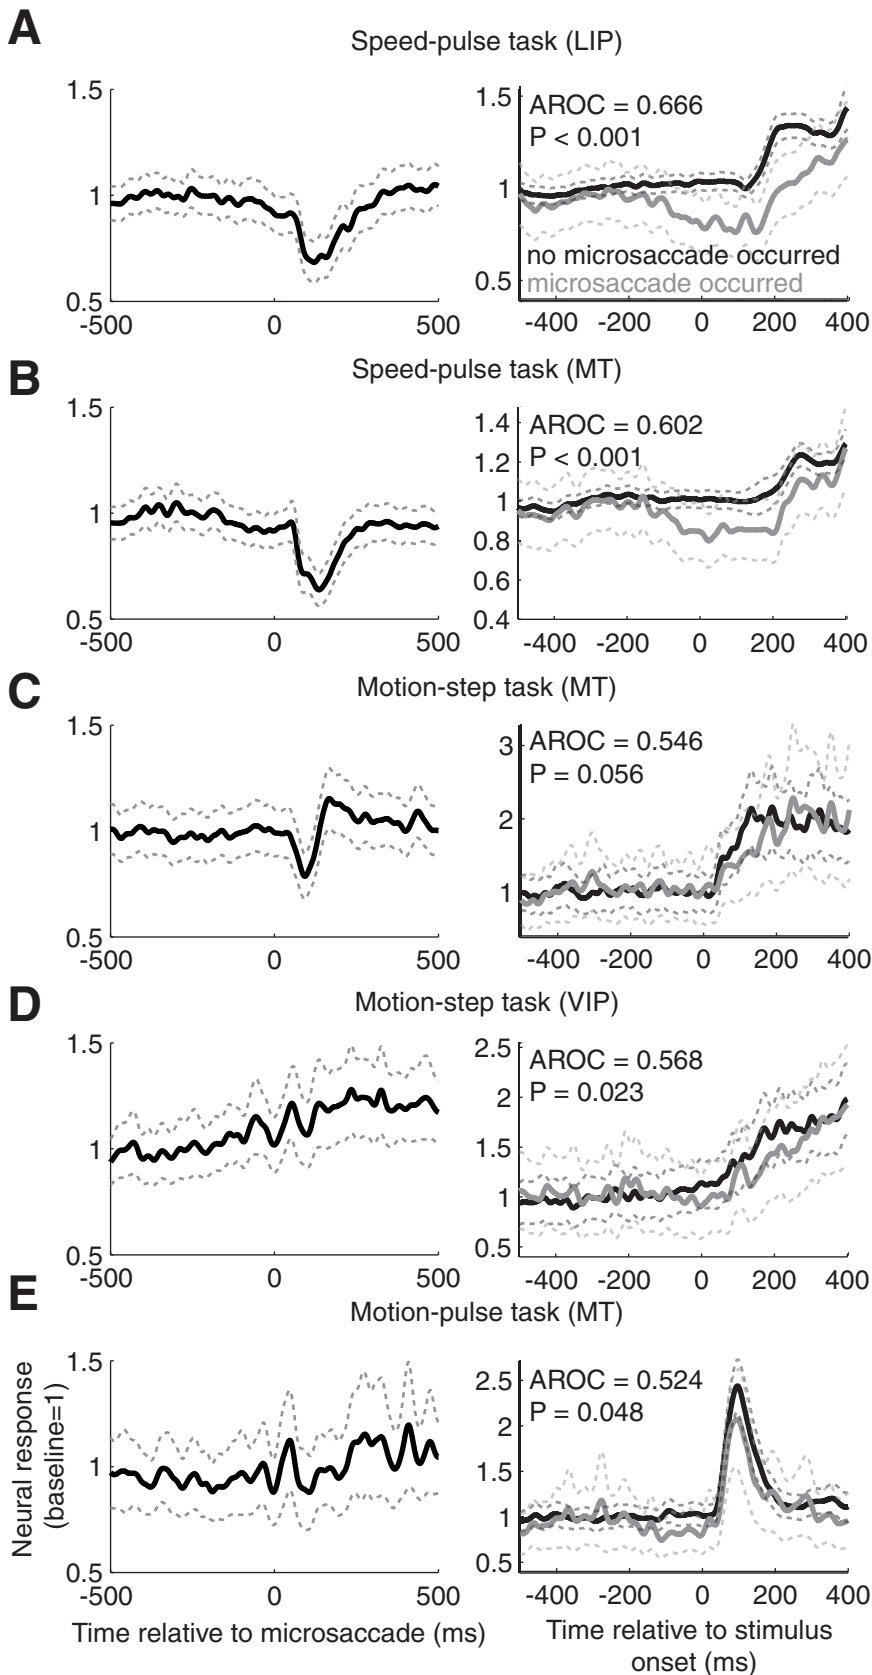 A
Speed-pulse task (LIP)
1.5
1
0.5
-500
0
500
1.5
1
0.5
AROC = 0.666
P < 0.001
no microsaccade occurred
microsaccade occurred
-400
-200
0
200
400
B
Speed-pulse task (MT)
1.5
1
0.5
-500
0
500
1.4
1.2
1
0.8
0.6
0.4
AROC = 0.602
P < 0.001
-400
-200
0
200
400
C
Motion-step task (MT)
1.5
1
0.5
-500
0
500
3
2
1
AROC = 0.546
P = 0.056
-400
-200
0
200
400
D
Motion-step task (VIP)
1.5
1
0.5
-500
0
500
2.5
2
1.5
1
0.5
AROC = 0.568
P = 0.023
-400
-200
0
200
400
E
Motion-pulse task (MT)
Neural response
(baseline=1)
1.5
1
0.5
-500
0
500
Time relative to microsaccade (ms)
2.5
2
1.5
1
0.5
AROC = 0.524
P = 0.048
-400
-200
0
200
400
Time relative to stimulus
onset (ms)